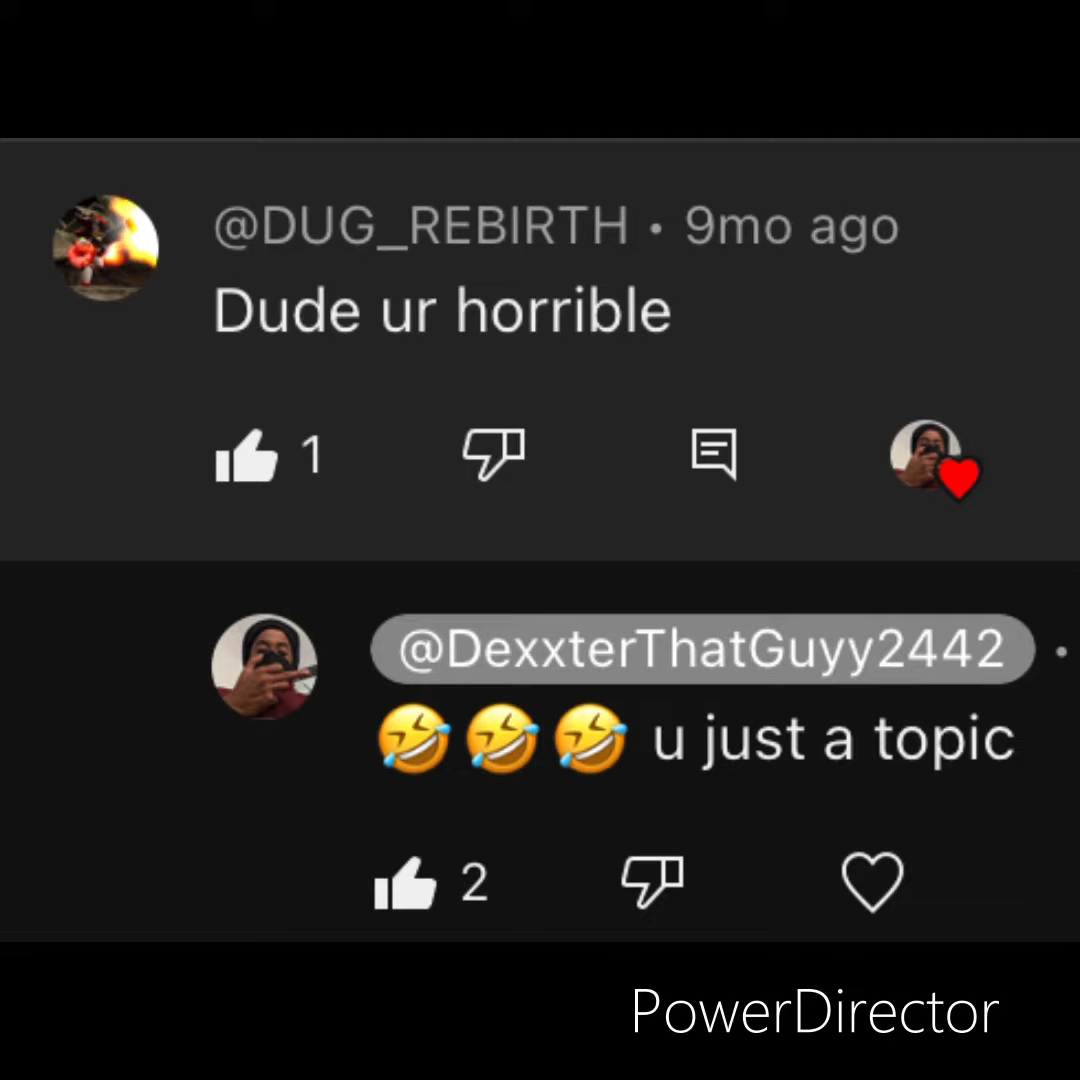 @DUG_REBIRTH • 9mo ago
Dude ur horrible
1
@DexxterThatGuyy2442 •
🤣🤣🤣 u just a topic
2
PowerDirector